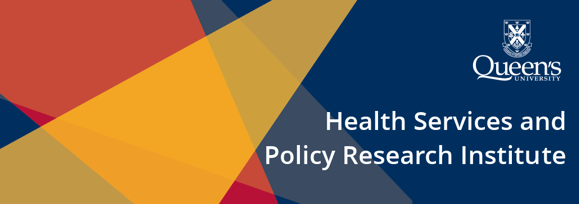 Queen's
UNIVERSITY
Health Services and
Policy Research Institute